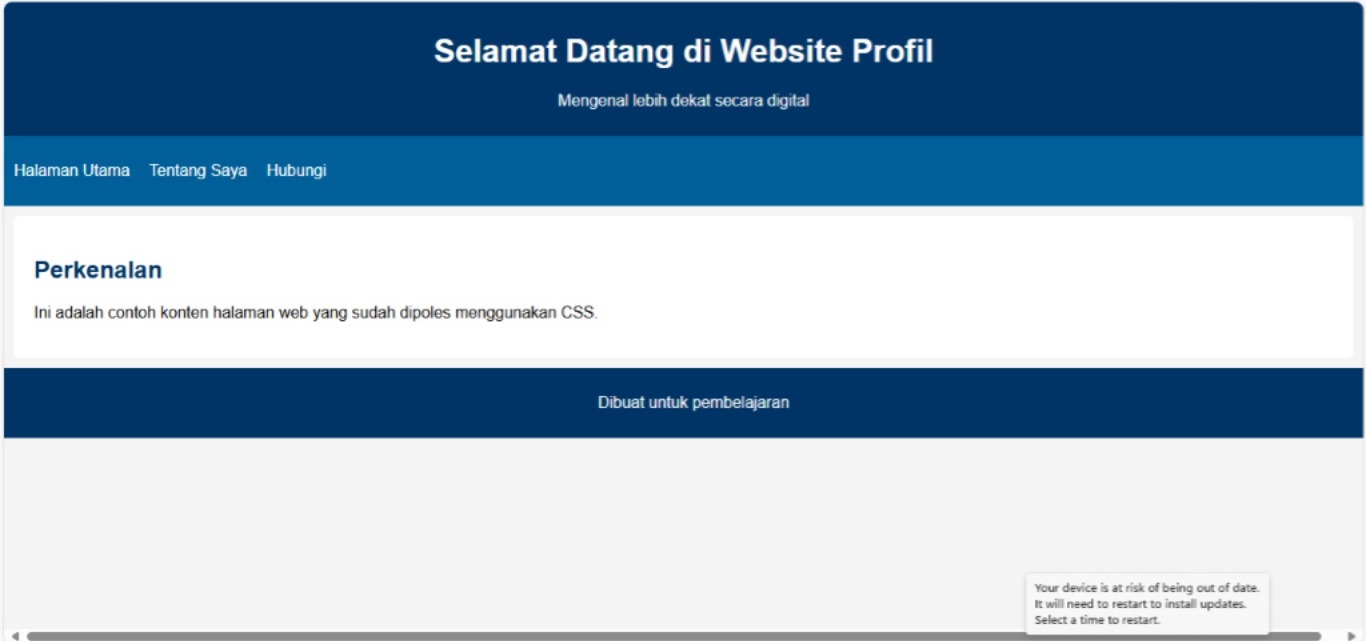 Selamat Datang di Website Profil
Mengenal lebih dekat secara digital
Halaman Utama Tentang Saya Hubungi
Perkenalan
Ini adalah contoh konten halaman web yang sudah dipoles menggunakan CSS.
Dibuat untuk pembelajaran
Your device is at risk of being out of date.
It will need to restart to install updates.
Select a time to restart.